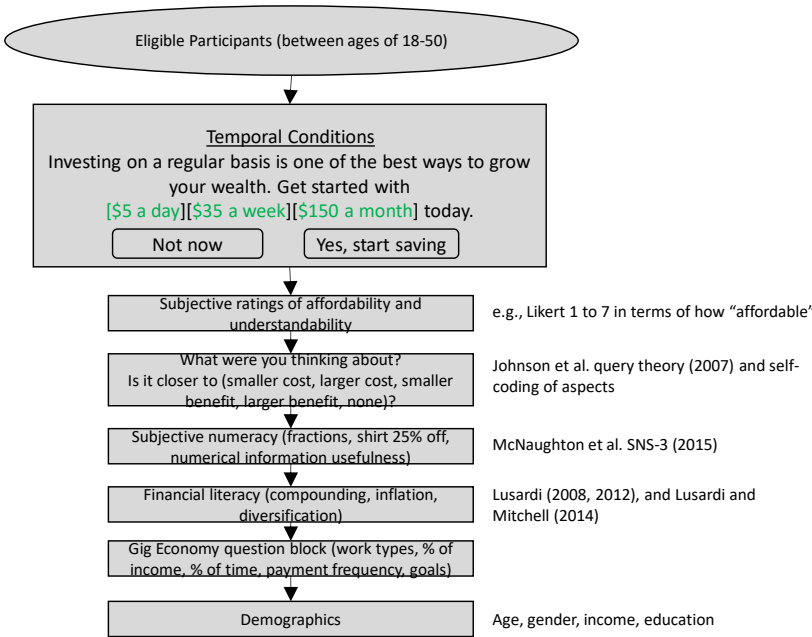 Eligible Participants (between ages of 18-50)
Temporal Conditions
Investing on a regular basis is one of the best ways to grow
your wealth. Get started with
[$5 a day][$35 a week][$150 a month] today.
Not now
Yes, start saving
Subjective ratings of affordability and
understandability
e.g., Likert 1 to 7 in terms of how “affordable”
What were you thinking about?
Is it closer to (smaller cost, larger cost, smaller
benefit, larger benefit, none)?
Johnson et al. query theory (2007) and self-
coding of aspects
Subjective numeracy (fractions, shirt 25% off,
numerical information usefulness)
McNaughton et al. SNS-3 (2015)
Financial literacy (compounding, inflation,
diversification)
Lusardi (2008, 2012), and Lusardi and
Mitchell (2014)
Gig Economy question block (work types, % of
income, % of time, payment frequency, goals)
Demographics
Age, gender, income, education